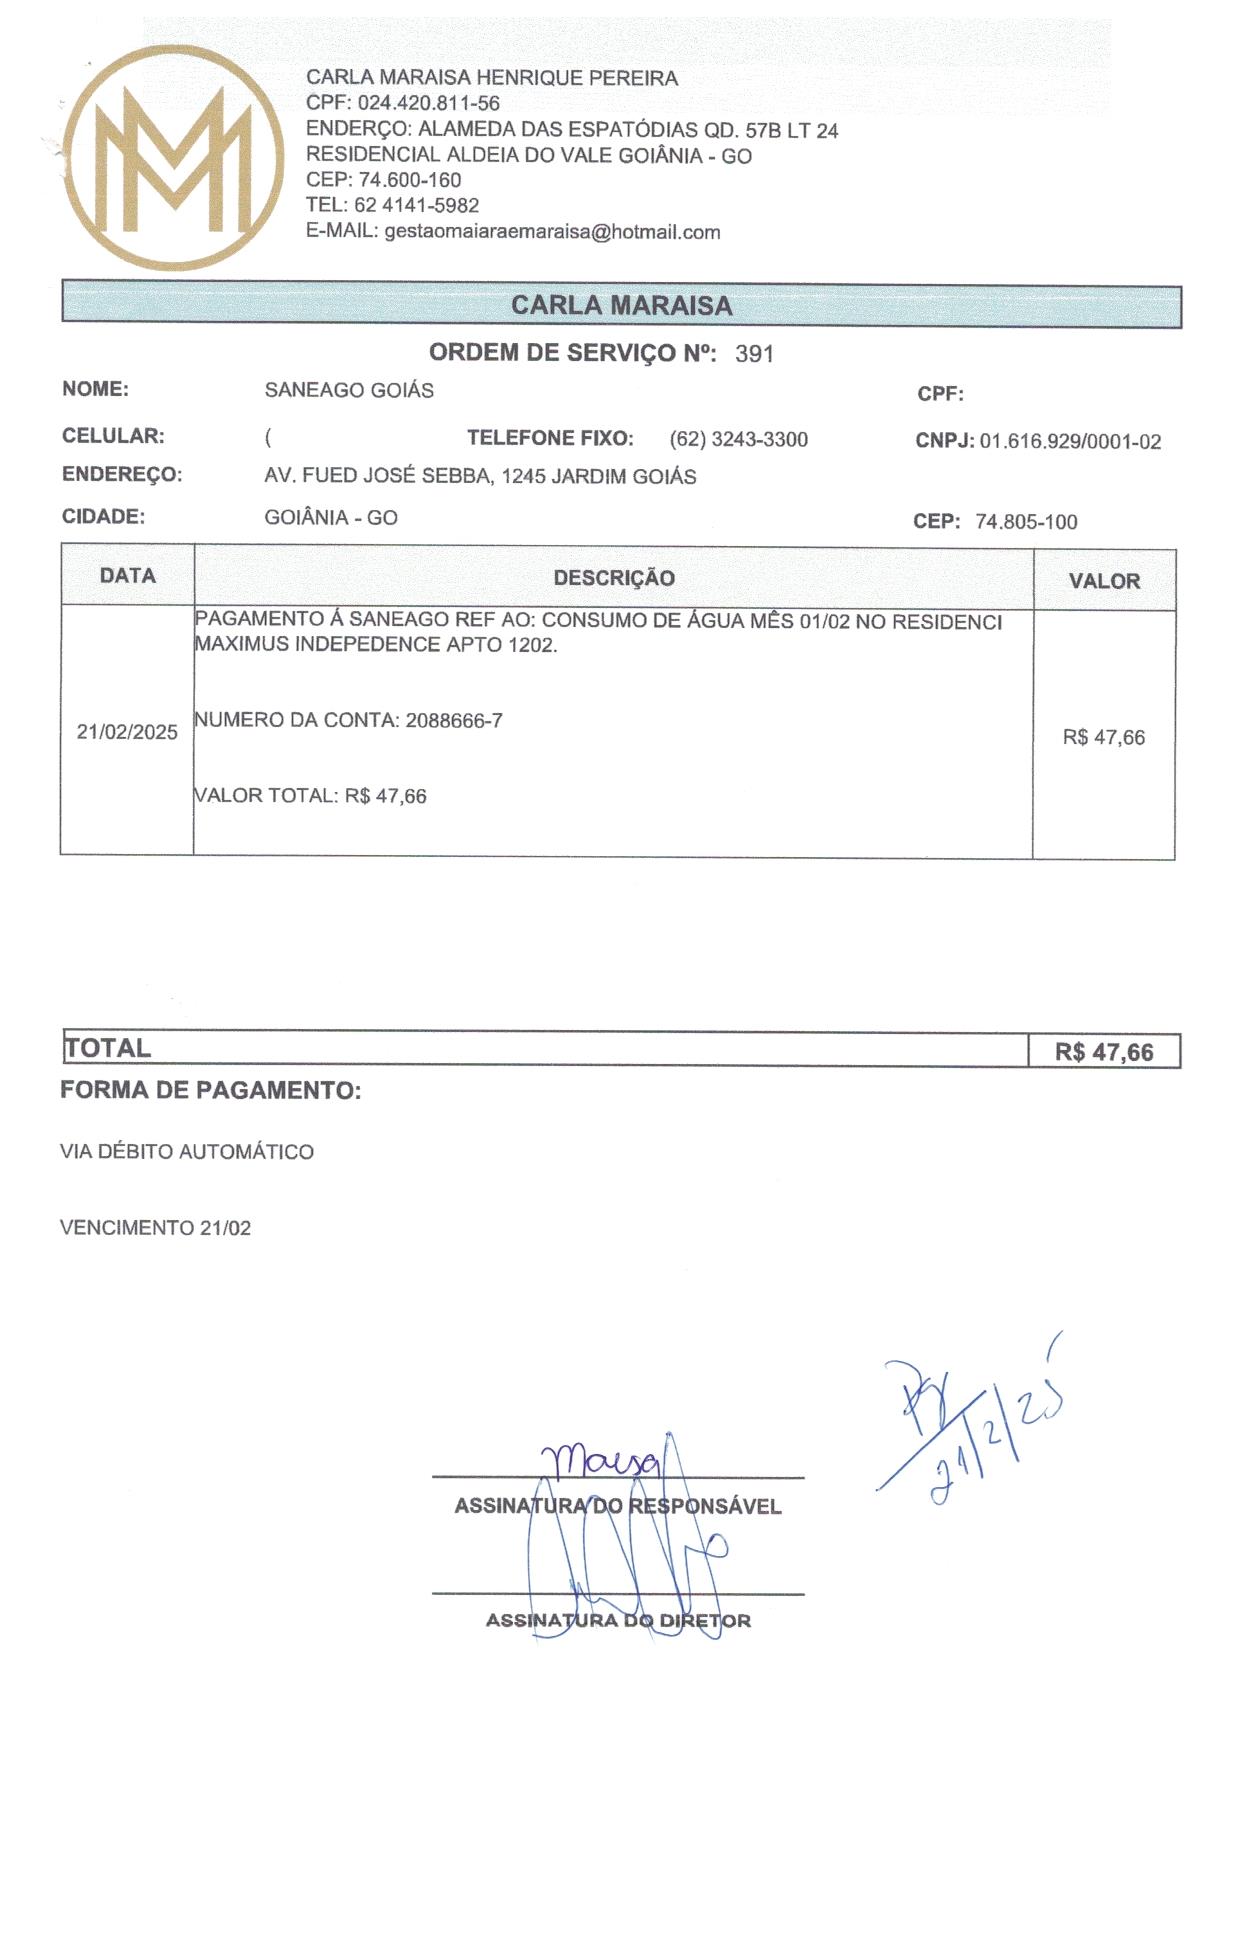 CARLA MARAISA HENRIQUE PEREIRA
CPF: 024.420.811-56
ENDERÇO: ALAMEDA DAS ESPATÓDIAS QD. 57B LT 24
RESIDENCIAL ALDEIA DO VALE GOIÂNIA - GO
CEP: 74.600-160
TEL: 62 4141-5982
E-MAIL: gestaomaiaraemaraisa@hotmail.com
CARLA MARAISA
ORDEM DE SERVIÇO Nº: 391
NOME: SANEAGO GOIÁS CPF:
CELULAR: ( TELEFONE FIXO: (62) 3243-3300 CNPJ: 01.616.929/0001-02
ENDEREÇO: AV. FUED JOSÉ SEBBA, 1245 JARDIM GOIÁS
CIDADE: GOIÂNIA - GO CEP: 74.805-100
DATA DESCRIÇÃO VALOR
PAGAMENTO Á SANEAGO REF AO: CONSUMO DE ÁGUA MÊS 01/02 NO RESIDENCI
MAXIMUS INDEPEDENCE APTO 1202.
NUMERO DA CONTA: 2088666-7
21/02/2025 R$ 47,66
VALOR TOTAL: R$ 47,66
TOTAL R$ 47,66
FORMA DE PAGAMENTO:
VIA DÉBITO AUTOMÁTICO
VENCIMENTO 21/02
21/2/25
ASSINATURA DO RESPONSÁVEL
ASSINATURA DO DIRETOR